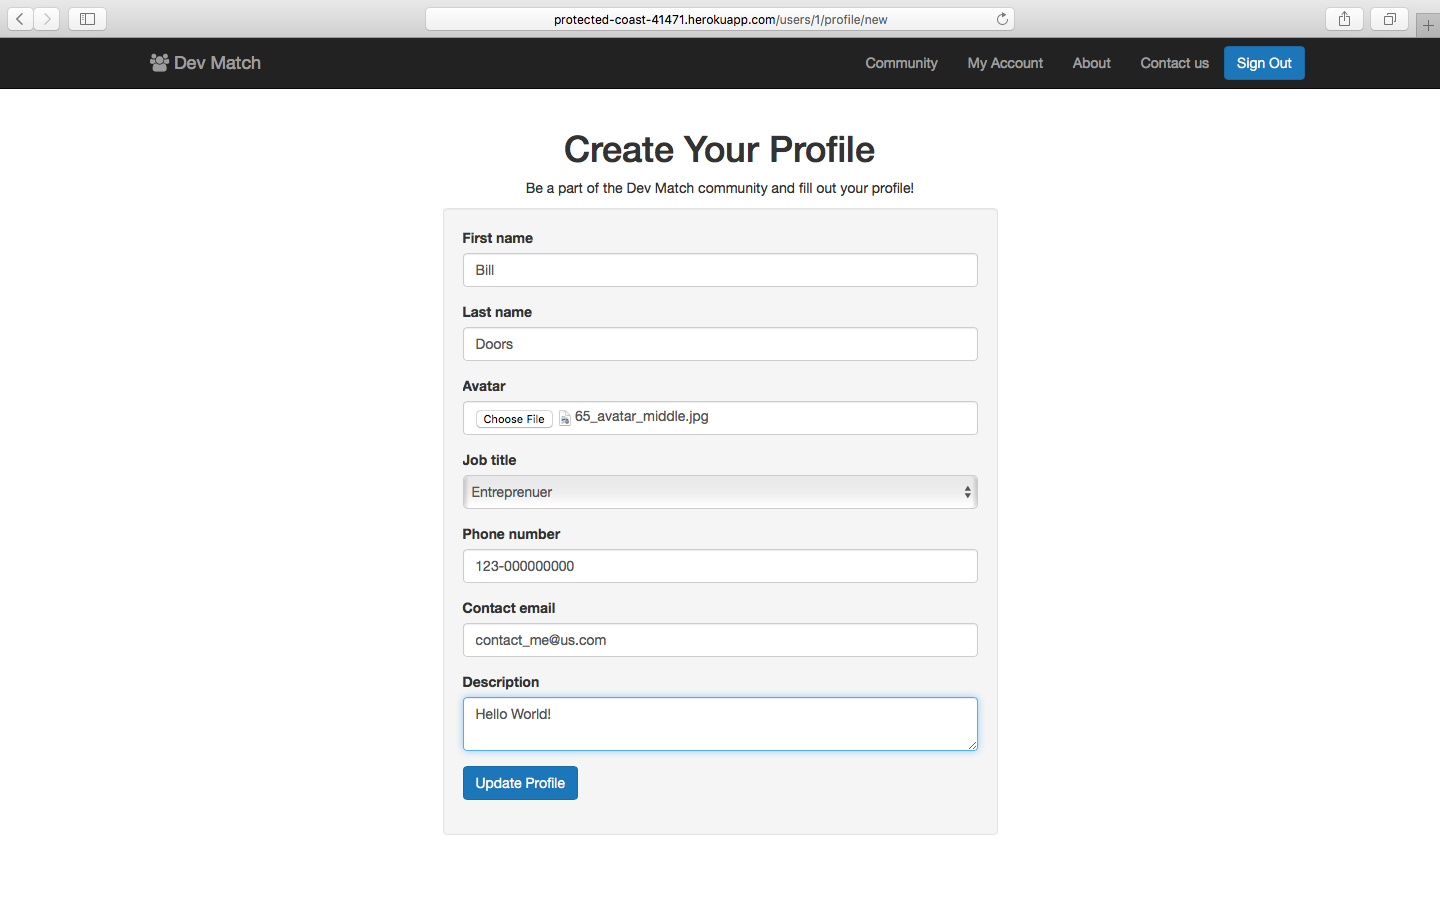 protected-coast-41471.herokuapp.com/users/1/profile/new
Dev Match Community My Account About Contact us Sign Out
Create Your Profile
Be a part of the Dev Match community and fill out your profile!
First name
Bill
Last name
Doors
Avatar
Choose File 65_avatar_middle.jpg
Job title
Entreprenuer
Phone number
123-000000000
Contact email
contact_me@us.com
Description
Hello World!
Update Profile